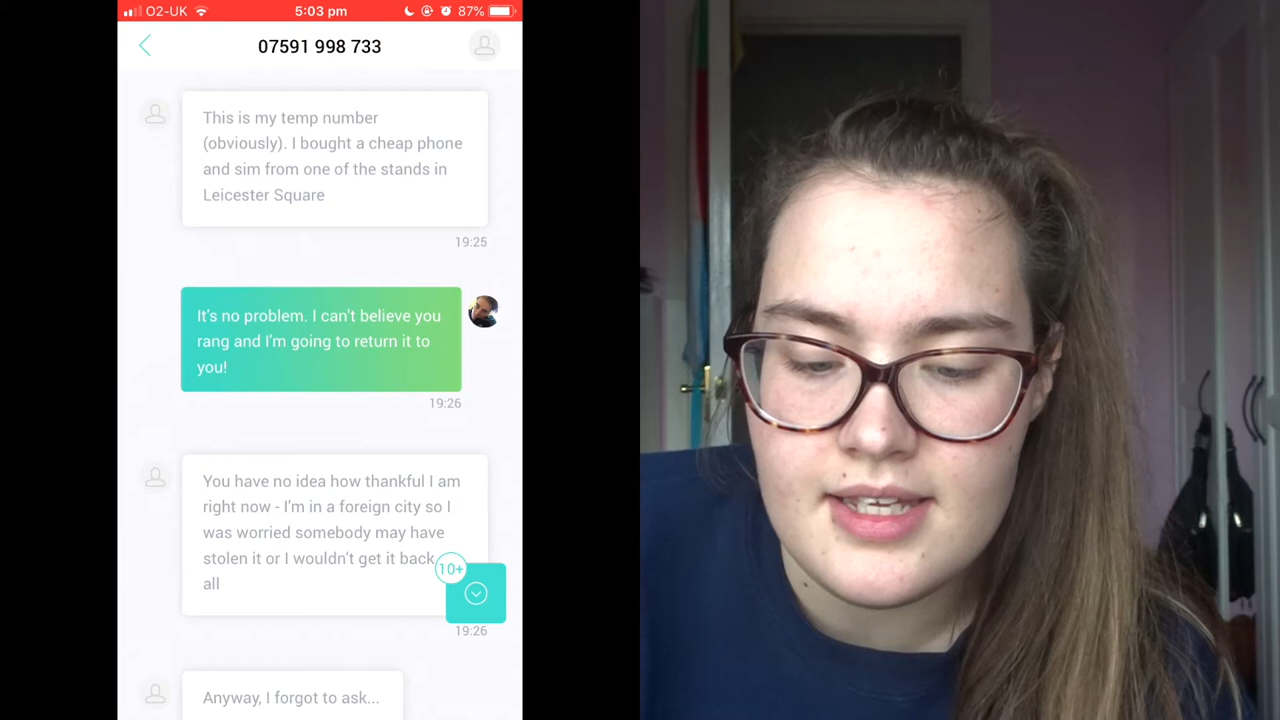 O2-UK 5:03 pm 87%
07591 998 733
This is my temp number
(obviously). I bought a cheap phone
and sim from one of the stands in
Leicester Square
19:25
It's no problem. I can't believe you
rang and I'm going to return it to
you!
19:26
You have no idea how thankful I am
right now - I'm in a foreign city so I
was worried somebody may have
stolen it or I wouldn't get it back
10+
all
19:26
Anyway, I forgot to ask...